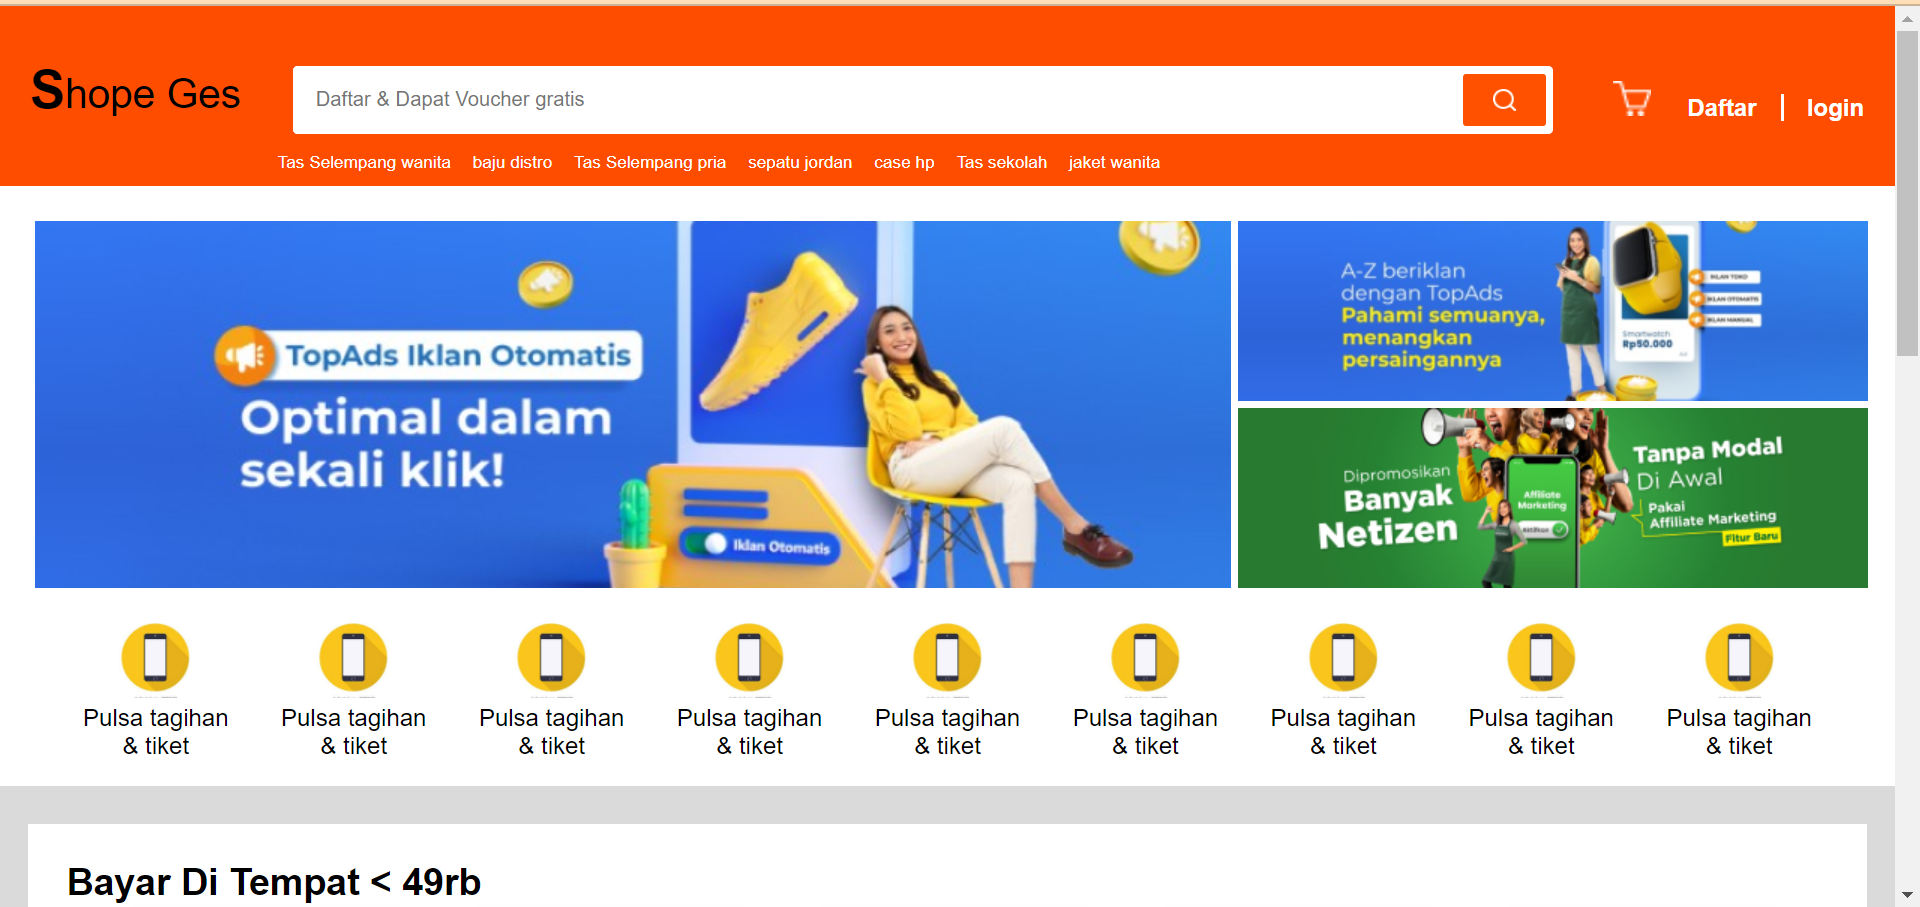 Shope Ges
Daftar & Dapat Voucher gratis
Daftar
login
Tas Selempang wanita baju distro Tas Selempang pria sepatu jordan case hp Tas sekolah jaket wanita
TopAds Iklan Otomatis
Optimal dalam
sekali klik!
Iklan Otomatis
A-Z beriklan
dengan TopAds
Pahami semuanya,
menangkan
persaingannya
IKLAN TOKO
IKLAN OTOMATIS
IKLAN MANUAL
Smartwatch
Rp50.000
Ad
Dipromosikan
Banyak
Netizen
Affiliate
Marketing
Aktifkan
Tanpa Modal
Di Awal
Pakai
Affiliate Marketing
Fitur Baru
Pulsa tagihan
& tiket
Pulsa tagihan
& tiket
Pulsa tagihan
& tiket
Pulsa tagihan
& tiket
Pulsa tagihan
& tiket
Pulsa tagihan
& tiket
Pulsa tagihan
& tiket
Pulsa tagihan
& tiket
Pulsa tagihan
& tiket
Bayar Di Tempat < 49rb